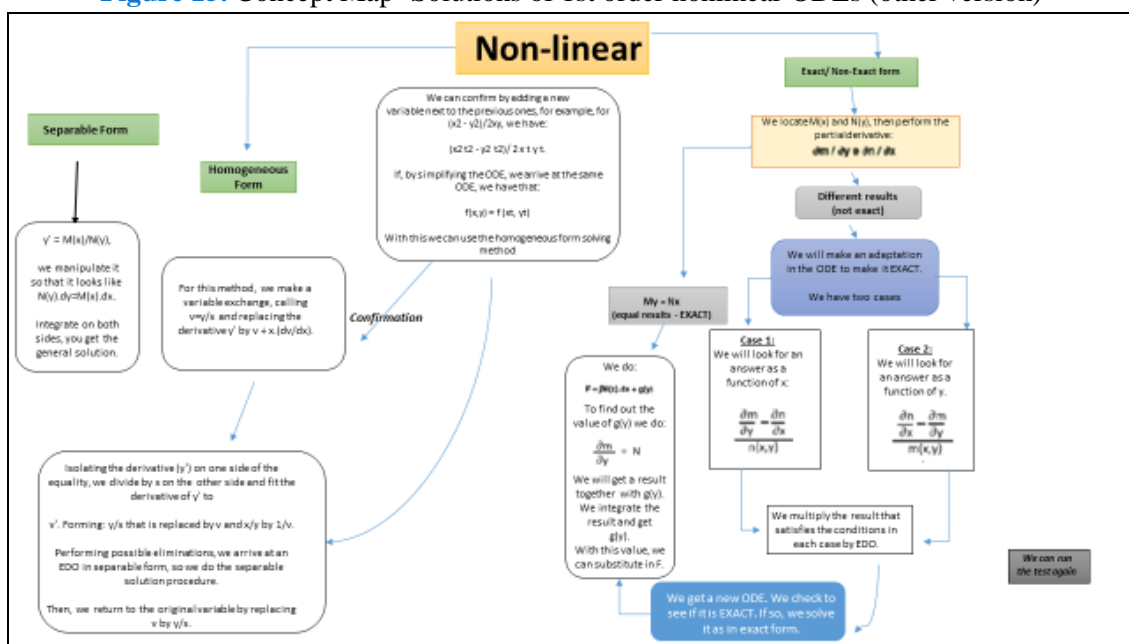 Figure 15: Concept Map- Solutions of 1st order nonlinear ODEs (other version)
Non-linear
Separable Form
y' = M(x)/N(y),
we manipulate it
so that it looks like
N(y).dy=M(x).dx.
Integrate on both
sides, you get the
general solution.
Homogeneous
Form
For this method, we make a
variable exchange, calling
v=y/x and replacing the
derivative y' by v + x.(dv/dx).
We can confirm by adding a new
variable next to the previous ones, for example, for
(x2 - y2)/2xy, we have:
(x2 t2 - y2 t2)/ 2 x t y t.
If, by simplifying the ODE, we arrive at the same
ODE, we have that:
f(x,y) = f (xt, yt)
With this we can use the homogeneous form solving
method
Confirmation
Isolating the derivative (y') on one side of the
equality, we divide by x on the other side and fit the
derivative of y' to
v'. Forming: y/x that is replaced by v and x/y by 1/v.
Performing possible eliminations, we arrive at an
EDO in separable form, so we do the separable
solution procedure.
Then, we return to the original variable by replacing
v by y/x.
Exact/ Non-Exact form
We locate M(x) and N(y), then perform the
partial derivative:
∂m / ∂y e ∂n / ∂x
Different results
(not exact)
We will make an adaptation
in the ODE to make it EXACT.
We have two cases
My = Nx
(equal results - EXACT)
We do:
To find out the
value of g(y) we do:
∂m/∂y = N
We will get a result
together with g(y).
We integrate the
result and get
g(y).
With this value, we
can substitute in F.
Case 1:
We will look for an
answer as a
function of x:
∂m/∂y − ∂n/∂x
n(x,y)
Case 2:
We will look for
an answer as a
function of y.
∂n/∂x − ∂m/∂y
m(x,y)
We multiply the result that
satisfies the conditions in
each case by EDO.
We can run
the test again
We get a new ODE. We check to
see if it is EXACT. If so, we solve
it as in exact form.